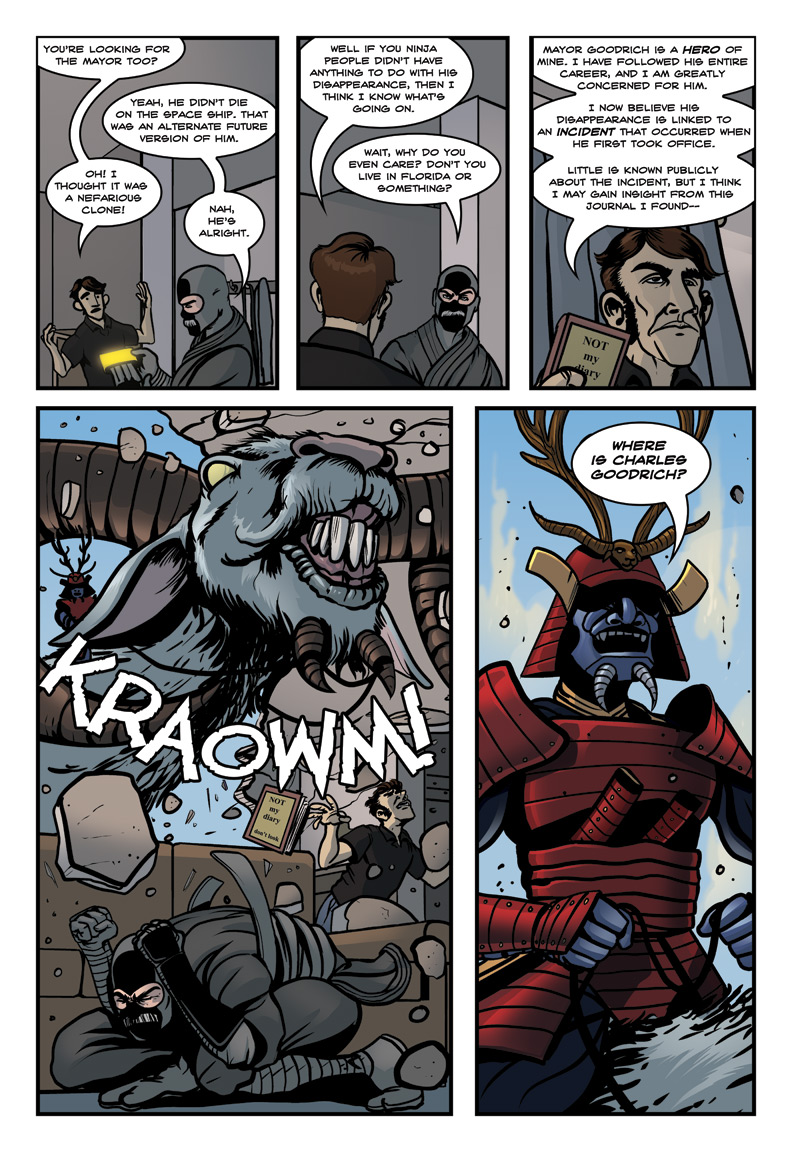 YOU'RE LOOKING FOR
THE MAYOR TOO?
YEAH, HE DIDN'T DIE
ON THE SPACE SHIP. THAT
WAS AN ALTERNATE FUTURE
VERSION OF HIM.
OH! I
THOUGHT IT WAS
A NEFARIOUS
CLONE!
NAH,
HE'S
ALRIGHT.
WELL IF YOU NINJA
PEOPLE DIDN'T HAVE
ANYTHING TO DO WITH HIS
DISAPPEARANCE, THEN I
THINK I KNOW WHAT'S
GOING ON.
WAIT, WHY DO YOU
EVEN CARE? DON'T YOU
LIVE IN FLORIDA OR
SOMETHING?
MAYOR GOODRICH IS A HERO OF
MINE. I HAVE FOLLOWED HIS ENTIRE
CAREER, AND I AM GREATLY
CONCERNED FOR HIM.
I NOW BELIEVE HIS
DISAPPEARANCE IS LINKED TO
AN INCIDENT THAT OCCURRED WHEN
HE FIRST TOOK OFFICE.
LITTLE IS KNOWN PUBLICLY
ABOUT THE INCIDENT, BUT I THINK
I MAY GAIN INSIGHT FROM THIS
JOURNAL I FOUND--
NOT
my
diary
KRAOWM!
NOT
my
diary
don't look
WHERE
IS CHARLES
GOODRICH?